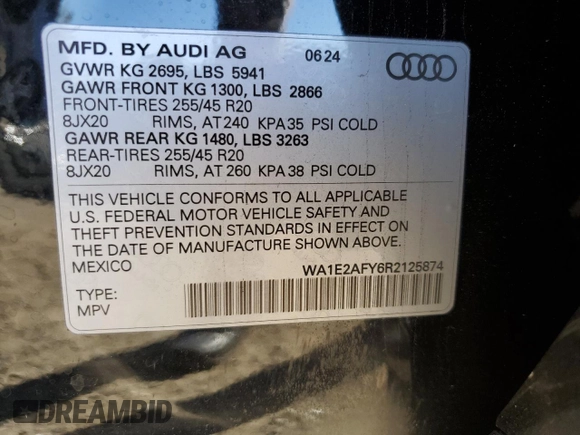 MFD. BY AUDI AG 06 24
GVWR KG 2695, LBS 5941
GAWR FRONT KG 1300, LBS 2866
FRONT-TIRES 255/45 R20
8JX20 RIMS, AT 240 KPA 35 PSI COLD
GAWR REAR KG 1480, LBS 3263
REAR-TIRES 255/45 R20
8JX20 RIMS, AT 260 KPA 38 PSI COLD
THIS VEHICLE CONFORMS TO ALL APPLICABLE
U.S. FEDERAL MOTOR VEHICLE SAFETY AND
THEFT PREVENTION STANDARDS IN EFFECT ON
THE DATE OF MANUFACTURE SHOWN ABOVE.
MEXICO WA1E2AFY6R2125874
TYPE:
MPV
DREAMBID